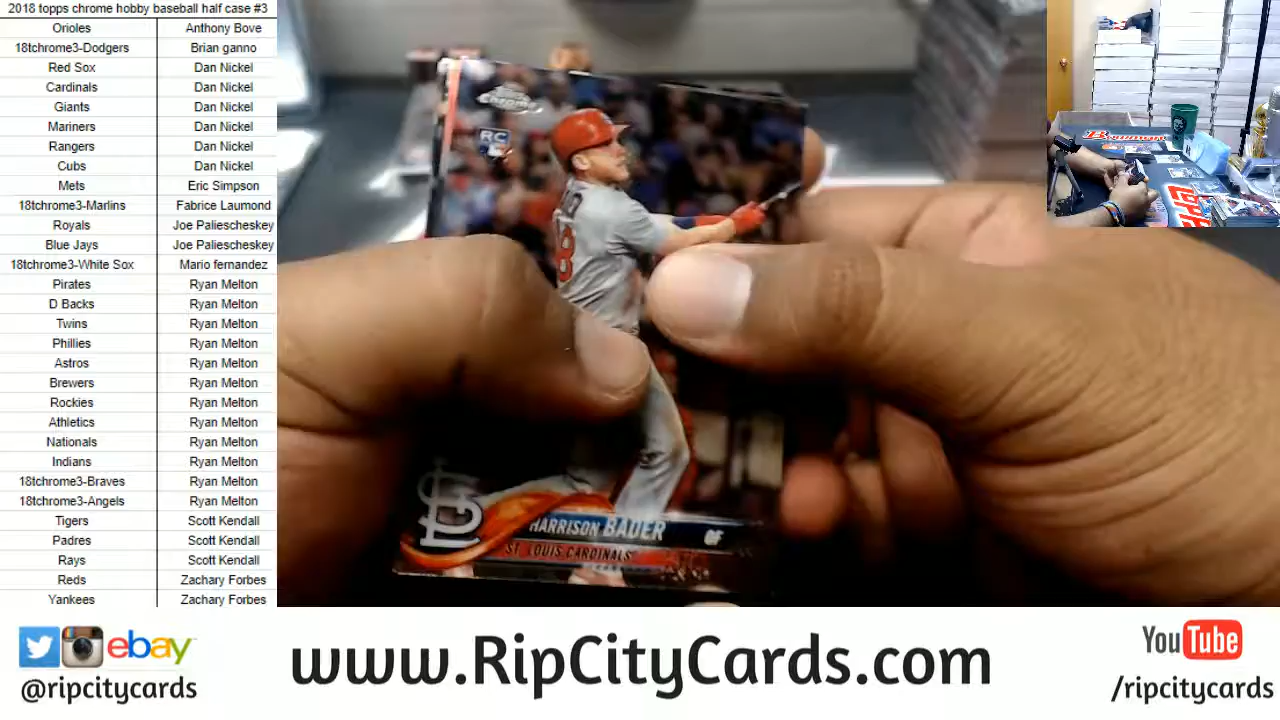 2018 topps chrome hobby baseball half case #3
Orioles Anthony Bove
18tchrome3-Dodgers Brian ganno
Red Sox Dan Nickel
Cardinals Dan Nickel
Giants Dan Nickel
Mariners Dan Nickel
Rangers Dan Nickel
Cubs Dan Nickel
Mets Eric Simpson
18tchrome3-Marlins Fabrice Laumond
Royals Joe Paliescheskey
Blue Jays Joe Paliescheskey
18tchrome3-White Sox Mario fernandez
Pirates Ryan Melton
D Backs Ryan Melton
Twins Ryan Melton
Phillies Ryan Melton
Astros Ryan Melton
Brewers Ryan Melton
Rockies Ryan Melton
Athletics Ryan Melton
Nationals Ryan Melton
Indians Ryan Melton
18tchrome3-Braves Ryan Melton
18tchrome3-Angels Ryan Melton
Tigers Scott Kendall
Padres Scott Kendall
Rays Scott Kendall
Reds Zachary Forbes
Yankees Zachary Forbes
Chrome
RC
8
HARRISON BADER OF
ST. LOUIS CARDINALS
Bowman
topps
ebay
@ripcitycards
www.RipCityCards.com
YouTube
/ripcitycards